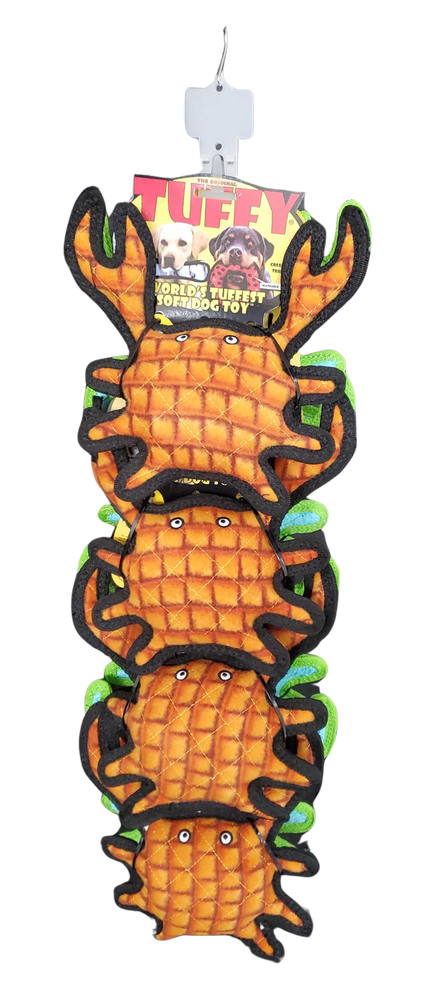 THE ORIGINAL
TUFFY®
WORLD'S TUFFEST
SOFT DOG TOY